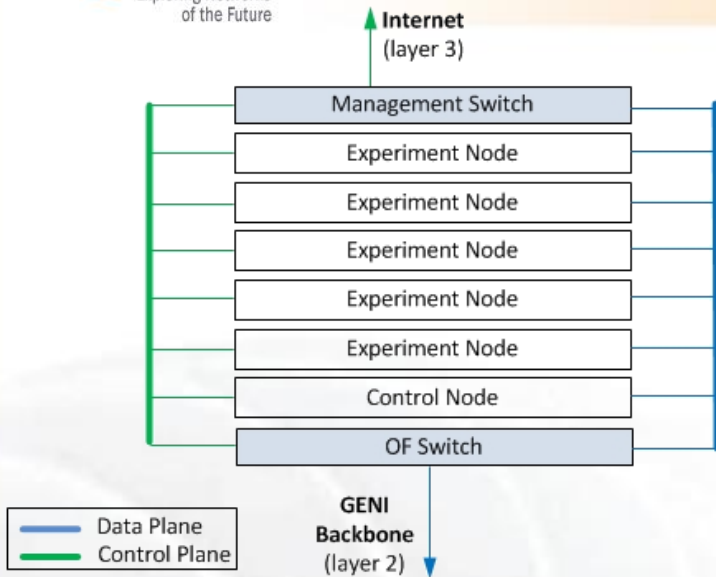 of the Future
Internet
(layer 3)
Management Switch
Experiment Node
Experiment Node
Experiment Node
Experiment Node
Experiment Node
Control Node
OF Switch
GENI
Backbone
(layer 2)
Data Plane
Control Plane